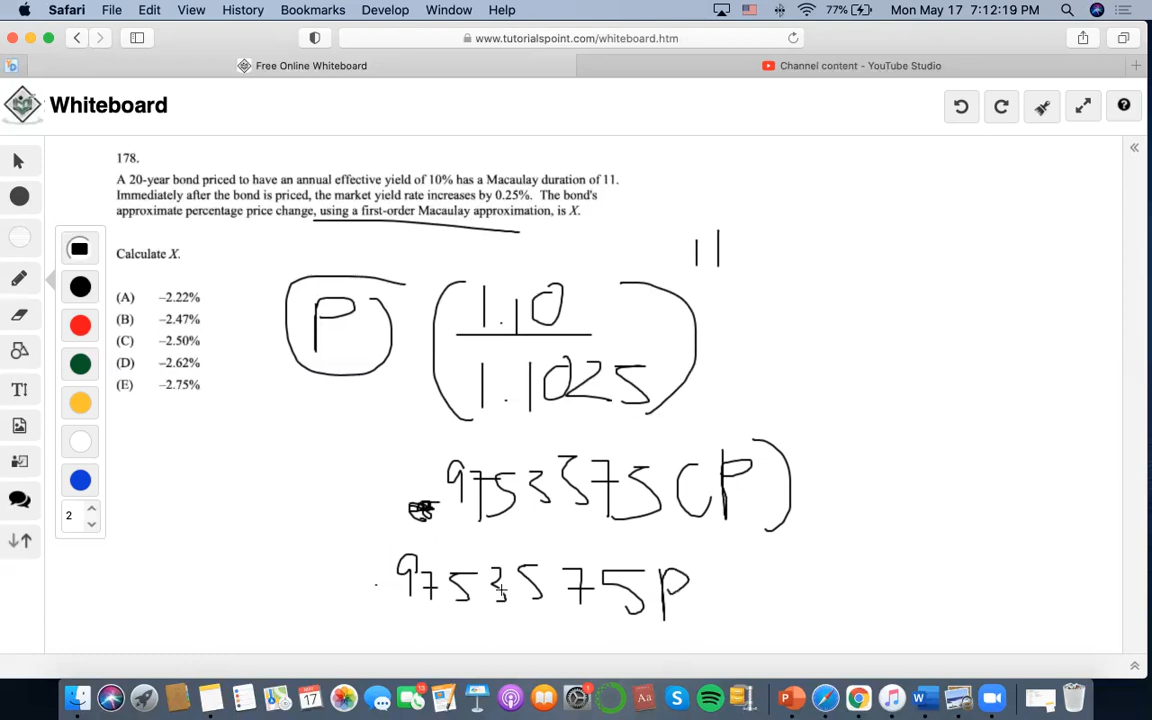 Safari File Edit View History Bookmarks Develop Window Help 77% Mon May 17 7:12:19 PM
www.tutorialspoint.com/whiteboard.htm
Free Online Whiteboard Channel content - YouTube Studio
Whiteboard
178.
A 20-year bond priced to have an annual effective yield of 10% has a Macaulay duration of 11.
Immediately after the bond is priced, the market yield rate increases by 0.25%. The bond's
approximate percentage price change, using a first-order Macaulay approximation, is X.
Calculate X.
(A) –2.22%
(B) –2.47%
(C) –2.50%
(D) –2.62%
(E) –2.75%
P (1.10 / 1.1025) 11
9753575(P)
.9753575P
T1
2